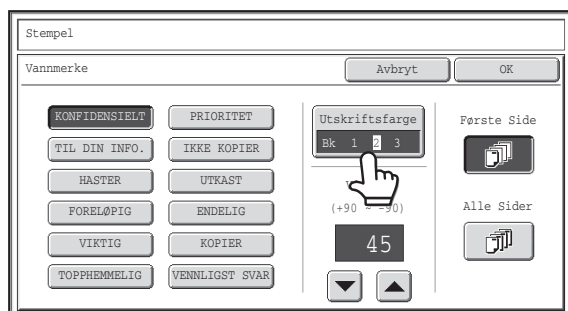 Stempel
Vannmerke
Avbryt
OK
KONFIDENSIELT
PRIORITET
TIL DIN INFO.
IKKE KOPIER
HASTER
UTKAST
FORELØPIG
ENDELIG
VIKTIG
KOPIER
TOPPHEMMELIG
VENNLIGST SVAR
Utskriftsfarge
Bk 1 2 3
(+90 ~ -90)
45
Første Side
Alle Sider